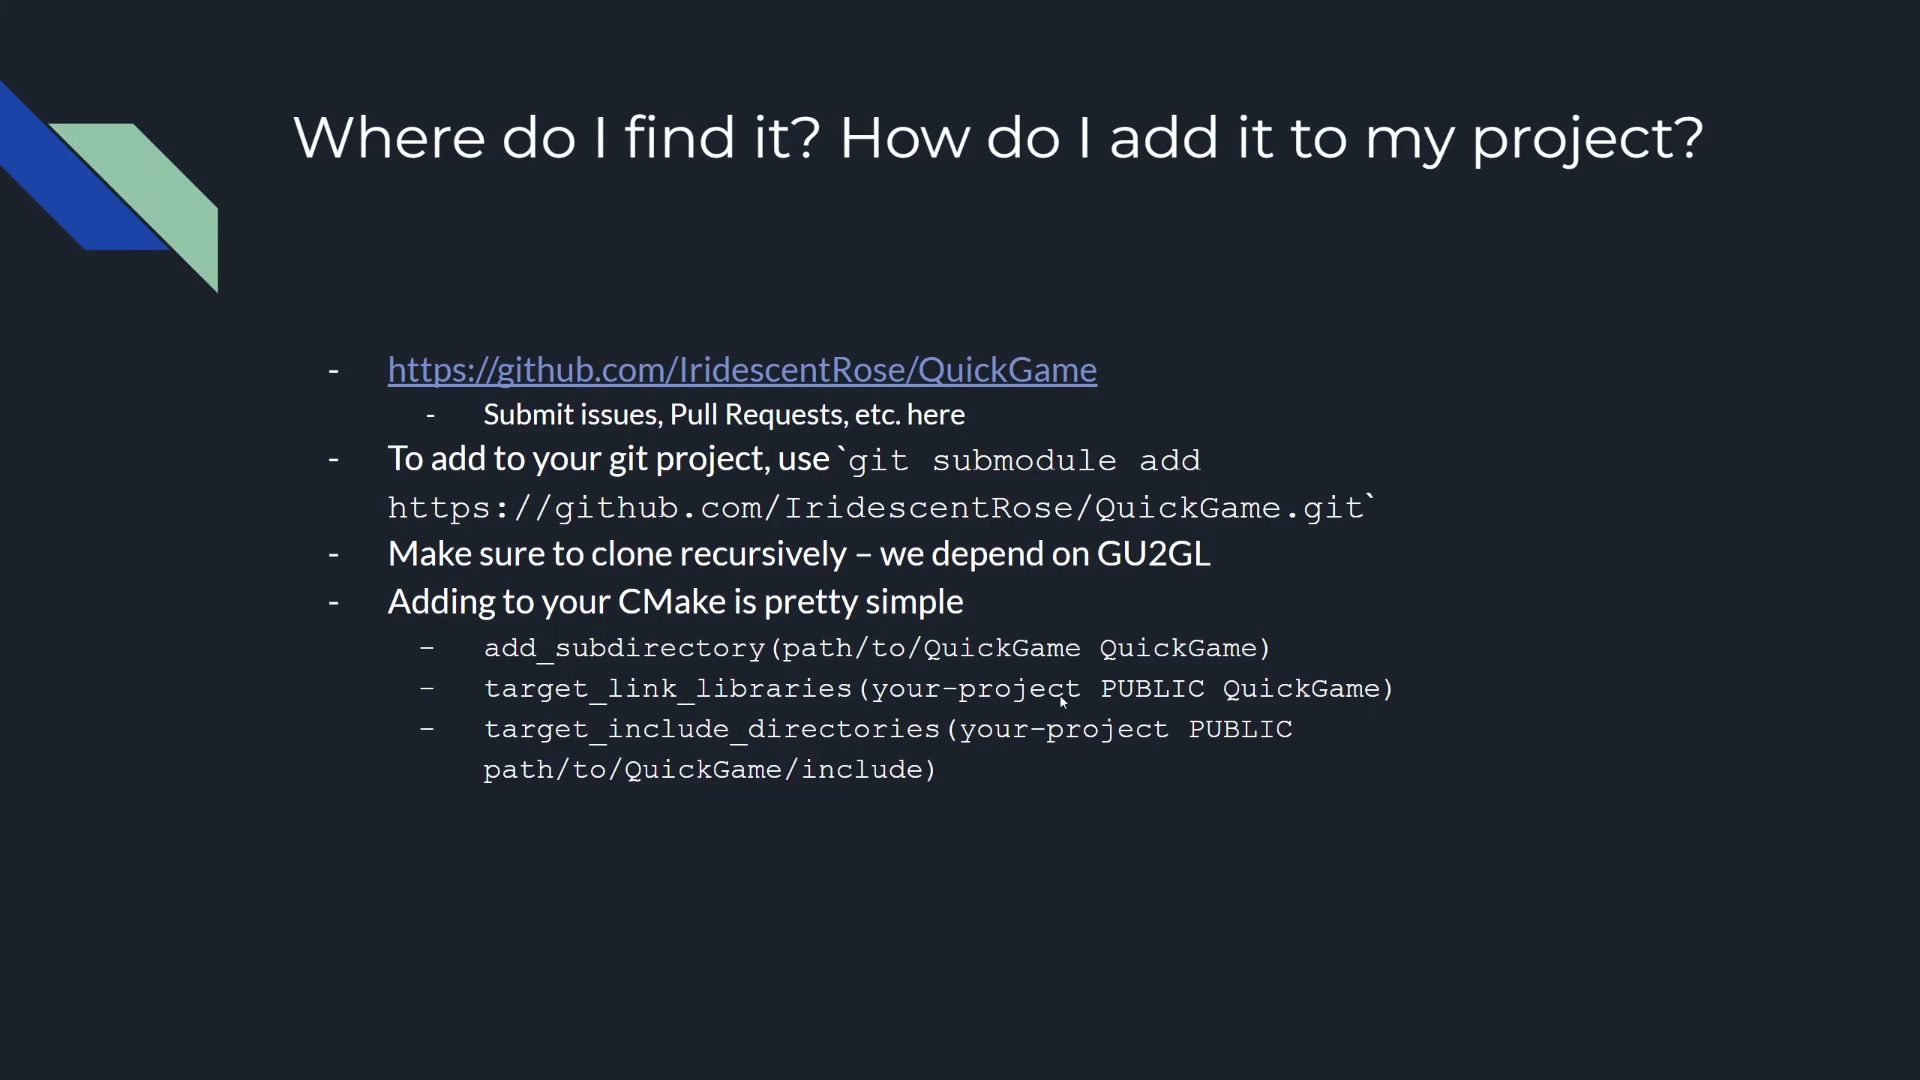 Where do I find it? How do I add it to my project?
- https://github.com/IridescentRose/QuickGame
- Submit issues, Pull Requests, etc. here
- To add to your git project, use `git submodule add
https://github.com/IridescentRose/QuickGame.git`
- Make sure to clone recursively – we depend on GU2GL
- Adding to your CMake is pretty simple
- add_subdirectory(path/to/QuickGame QuickGame)
- target_link_libraries(your-project PUBLIC QuickGame)
- target_include_directories(your-project PUBLIC
path/to/QuickGame/include)